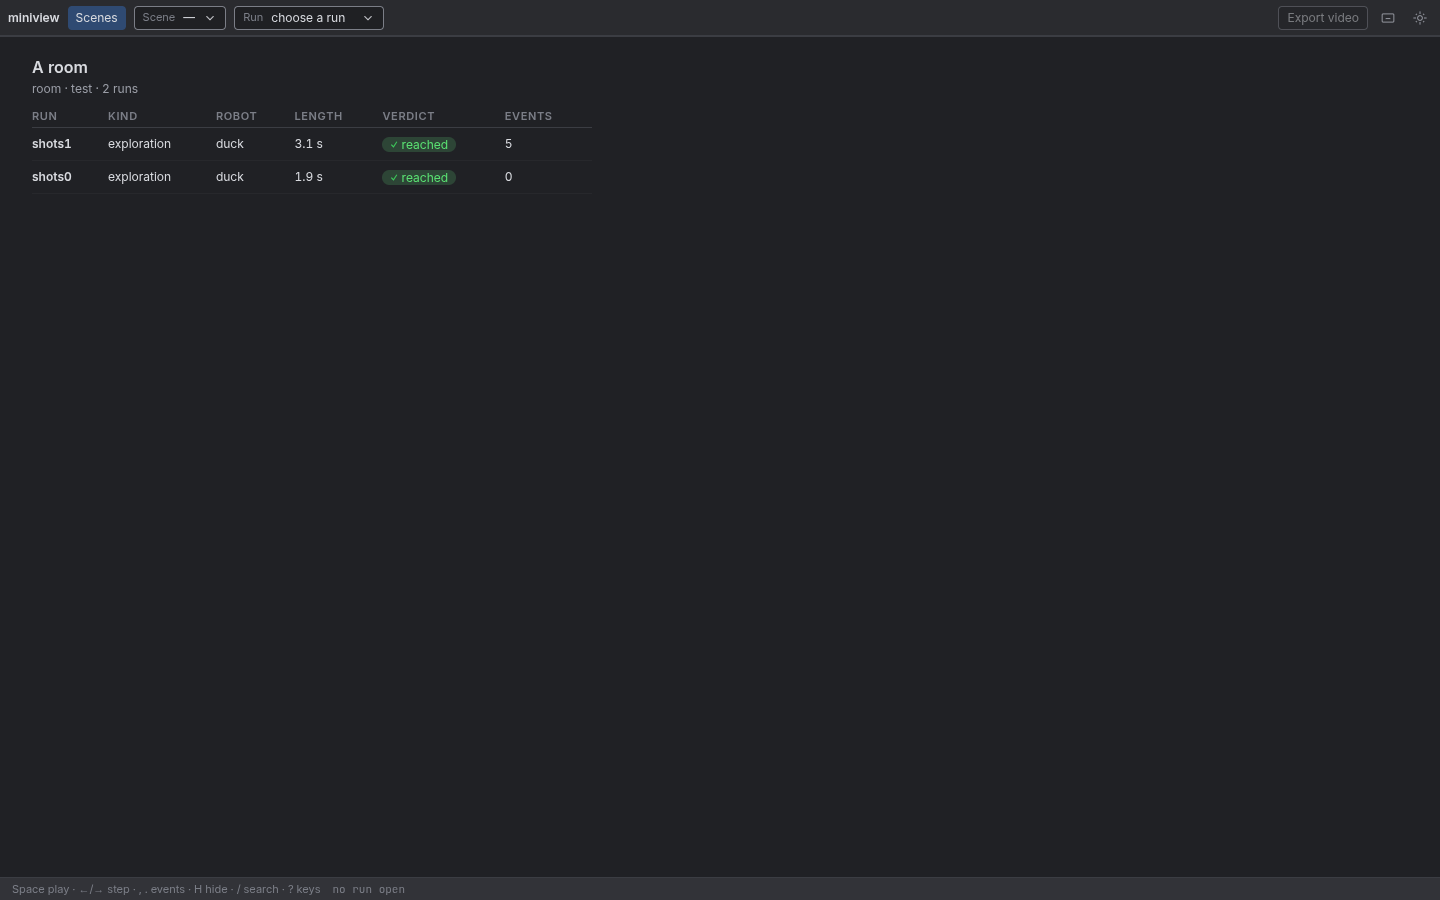 miniview Scenes Scene — Run choose a run Export video
A room
room · test · 2 runs
RUN KIND ROBOT LENGTH VERDICT EVENTS
shots1 exploration duck 3.1 s ✓ reached 5
shots0 exploration duck 1.9 s ✓ reached 0
Space play · ←/→ step · , . events · H hide · / search · ? keys no run open